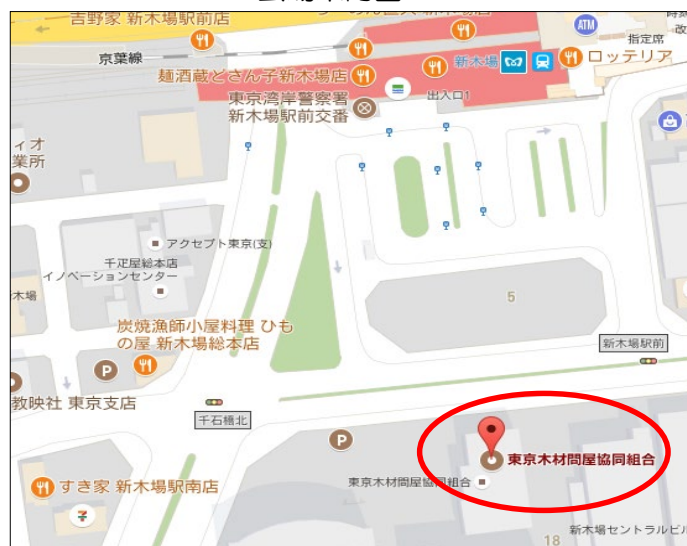 吉野家 新木場駅前店
京葉線
麺酒蔵どさん子新木場店
新木場
ATM
指定席
ロッテリア
東京湾岸警察署
新木場駅前交番
出入口1
ィオ
業所
アクセプト東京(支)
千疋屋総本店
イノベーションセンター
木場
5
炭焼漁師小屋料理 ひも
の屋 新木場総本店
新木場駅前
P
教映社 東京支店
千石橋北
P
東京木材問屋協同組合
東京木材問屋協同組合
すき家 新木場駅南店
7
新木場セントラルビル
18